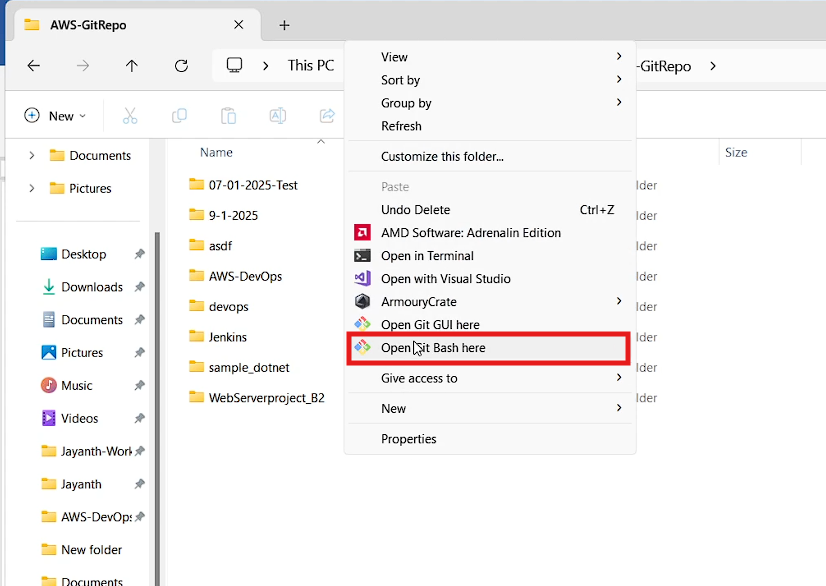 AWS-GitRepo
This PC
-GitRepo
New
Documents
Pictures
Desktop
Downloads
Documents
Pictures
Music
Videos
Jayanth-Work
Jayanth
AWS-DevOps
New folder
Documents
Name
Size
07-01-2025-Test
9-1-2025
asdf
AWS-DevOps
devops
Jenkins
sample_dotnet
WebServerproject_B2
lder
lder
lder
lder
lder
lder
lder
lder
View
Sort by
Group by
Refresh
Customize this folder...
Paste
Undo Delete Ctrl+Z
AMD Software: Adrenalin Edition
Open in Terminal
Open with Visual Studio
ArmouryCrate
Open Git GUI here
Open Git Bash here
Give access to
New
Properties